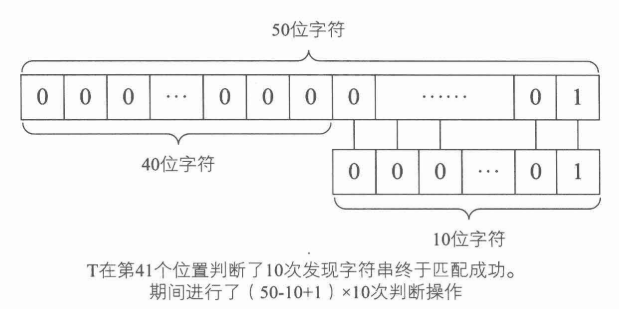 50位字符
0 0 0 … 0 0 0 0 …… 0 1
40位字符
0 0 0 … 0 1
10位字符
T在第41个位置判断了10次发现字符串终于匹配成功。
期间进行了（50-10+1）×10次判断操作